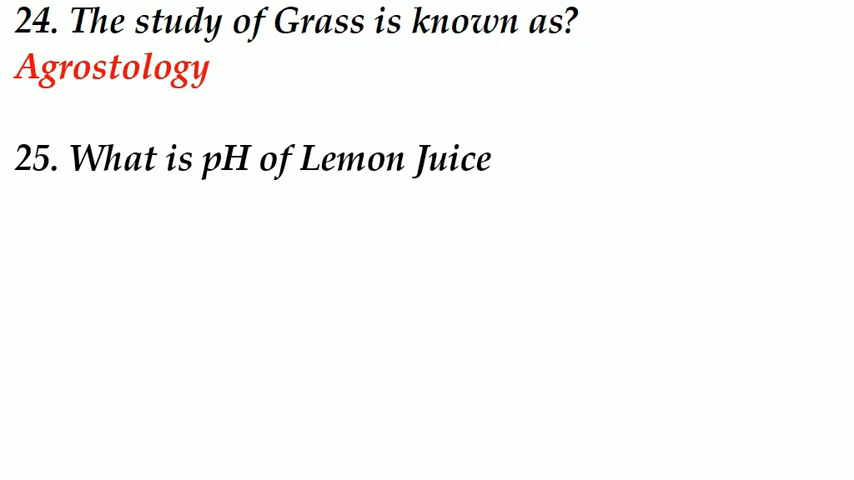 24. The study of Grass is known as?
Agrostology
25. What is pH of Lemon Juice